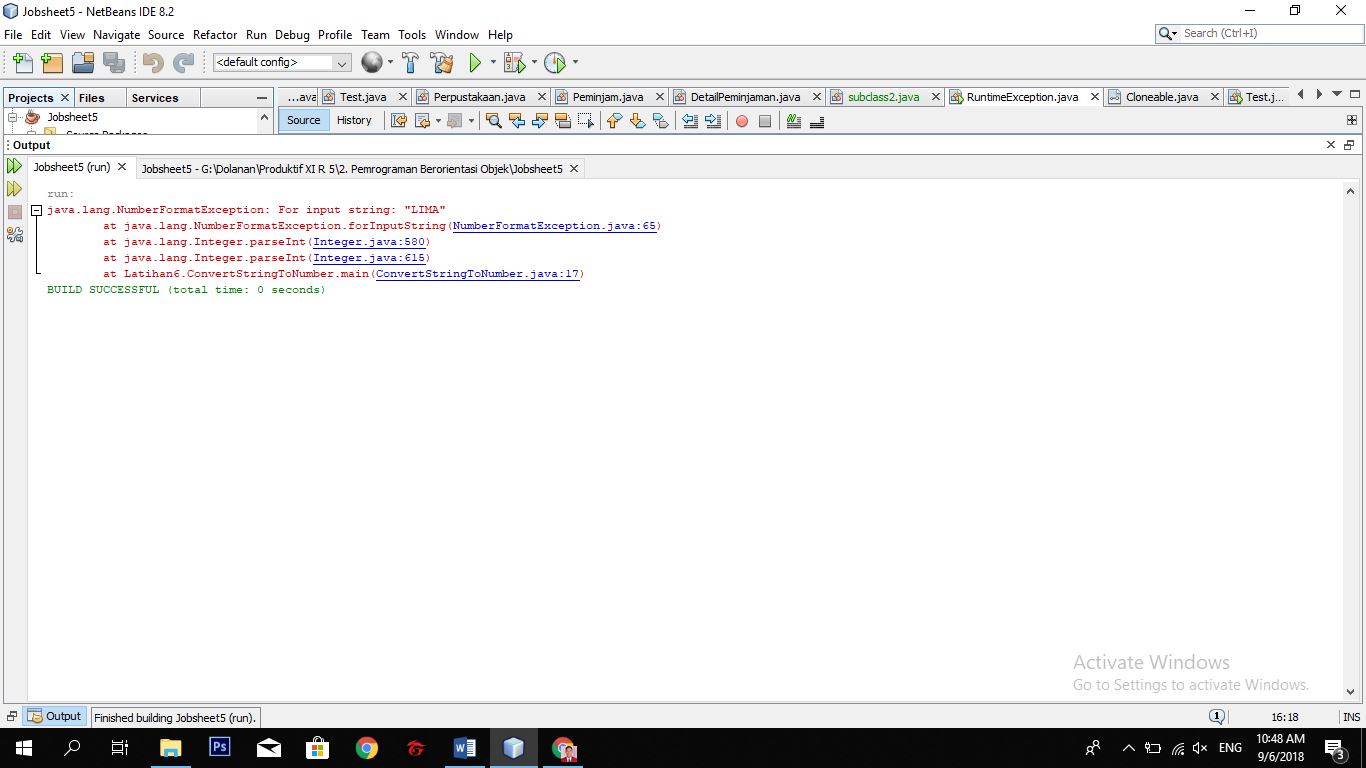 Jobsheet5 - NetBeans IDE 8.2
File Edit View Navigate Source Refactor Run Debug Profile Team Tools Window Help
Search (Ctrl+I)
<default config>
Projects Files Services
...ava Test.java Perpustakaan.java Peminjam.java DetailPeminjaman.java subclass2.java RuntimeException.java Cloneable.java Test.j...
Jobsheet5
Source Packages
Source History
Output
Jobsheet5 (run) Jobsheet5 - G:\Dolanan\Produktif XI R 5\2. Pemrograman Berorientasi Objek\Jobsheet5
run:
java.lang.NumberFormatException: For input string: "LIMA"
at java.lang.NumberFormatException.forInputString(NumberFormatException.java:65)
at java.lang.Integer.parseInt(Integer.java:580)
at java.lang.Integer.parseInt(Integer.java:615)
at Latihan6.ConvertStringToNumber.main(ConvertStringToNumber.java:17)
BUILD SUCCESSFUL (total time: 0 seconds)
Activate Windows
Go to Settings to activate Windows.
Output Finished building Jobsheet5 (run). 1 16:18 INS
Ps ENG 10:48 AM
9/6/2018 3